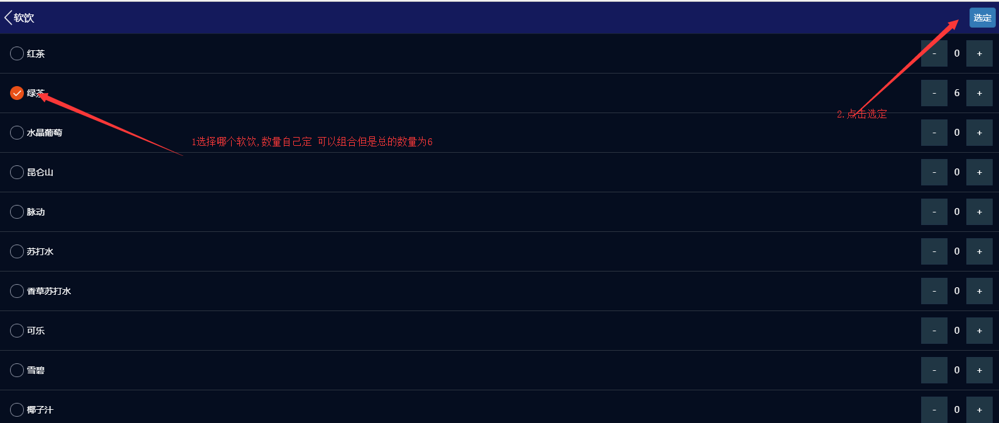 软饮
选定
红茶
- 0 +
绿茶
- 6 +
2.点击选定
水晶葡萄
- 0 +
1选择哪个软饮,数量自己定 可以组合但是总的数量为6
昆仑山
- 0 +
脉动
- 0 +
苏打水
- 0 +
香草苏打水
- 0 +
可乐
- 0 +
雪碧
- 0 +
椰子汁
- 0 +